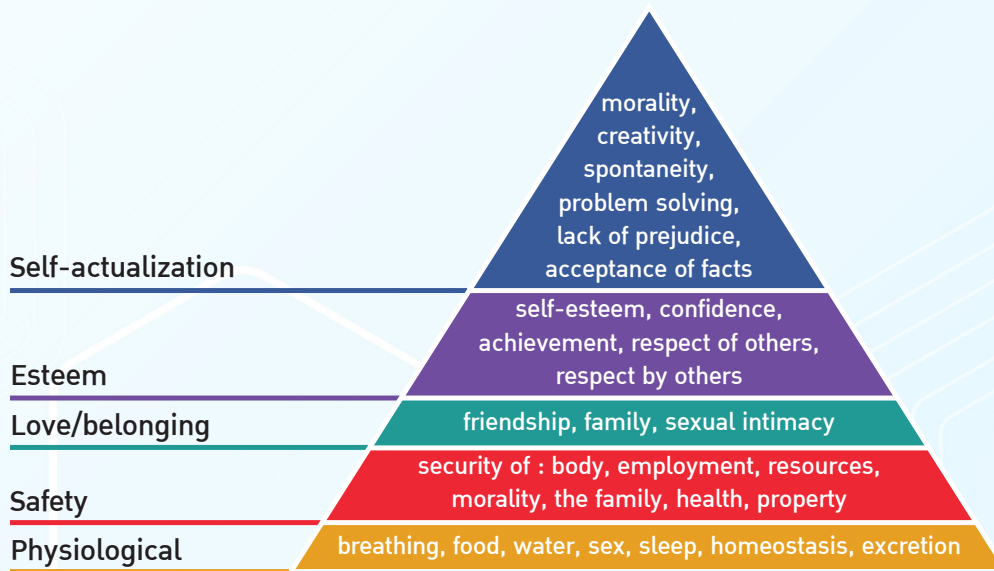 morality,
creativity,
spontaneity,
problem solving,
lack of prejudice,
acceptance of facts
Self-actualization
self-esteem, confidence,
achievement, respect of others,
respect by others
Esteem
friendship, family, sexual intimacy
Love/belonging
security of : body, employment, resources,
morality, the family, health, property
Safety
breathing, food, water, sex, sleep, homeostasis, excretion
Physiological